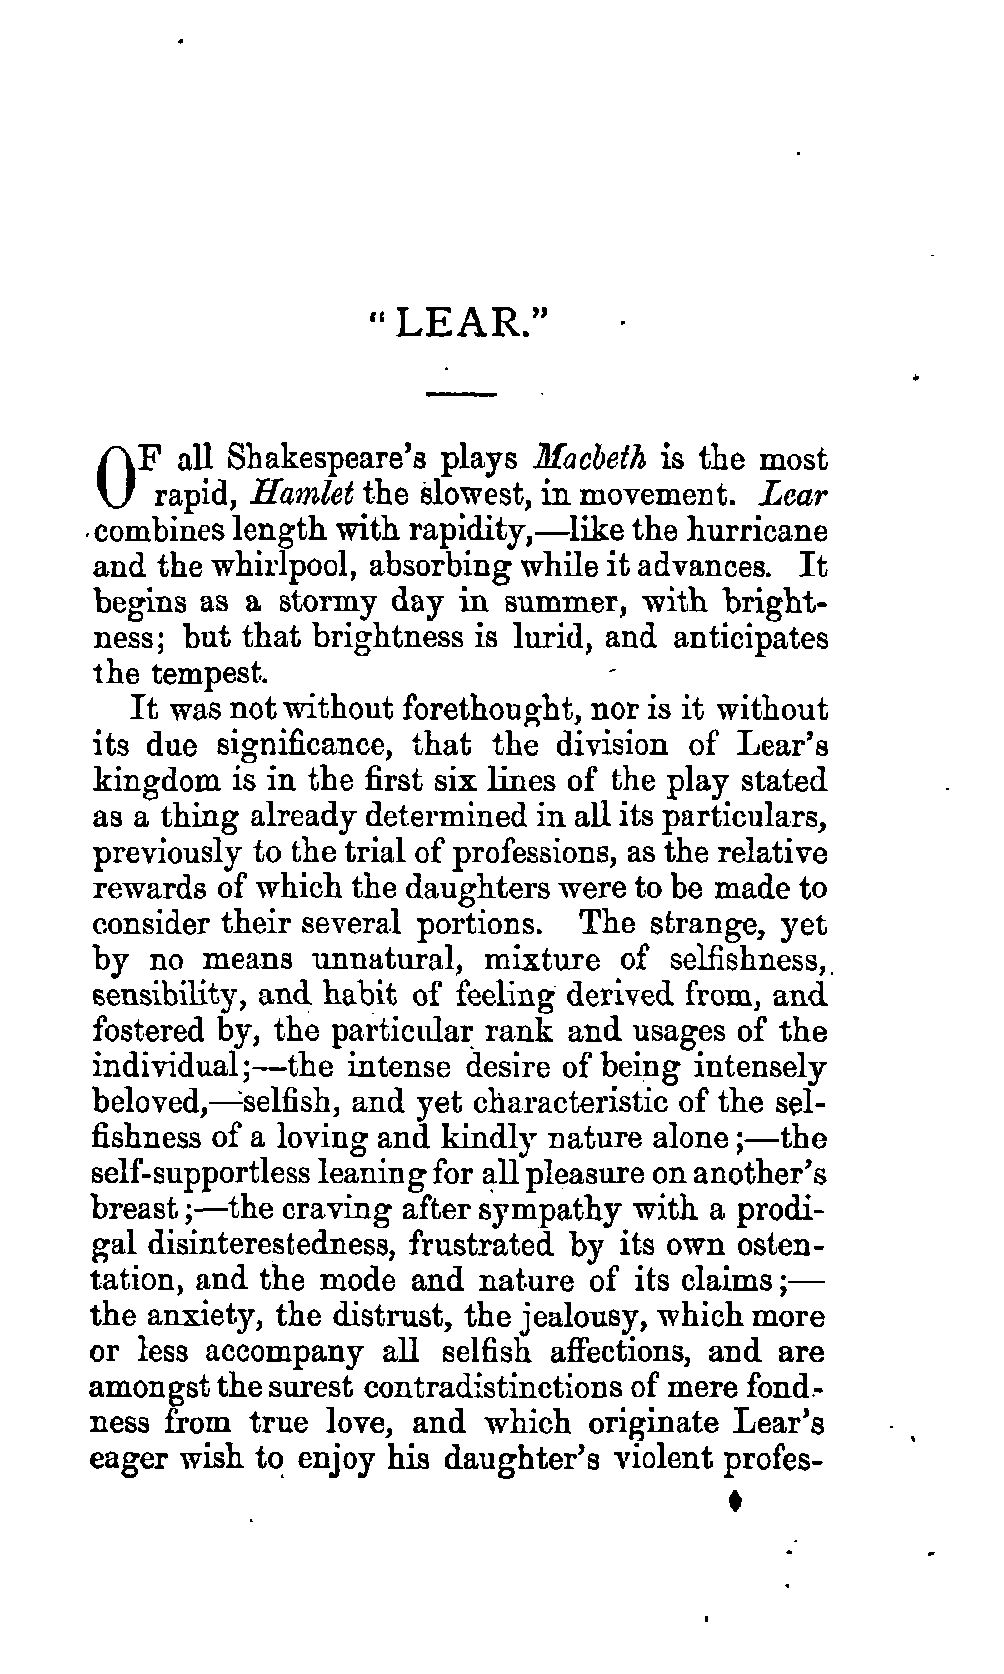 "LEAR."
OF all Shakespeare's plays Macbeth is the most
rapid, Hamlet the slowest, in movement. Lear
combines length with rapidity,—like the hurricane
and the whirlpool, absorbing while it advances. It
begins as a stormy day in summer, with bright-
ness; but that brightness is lurid, and anticipates
the tempest.
It was not without forethought, nor is it without
its due significance, that the division of Lear's
kingdom is in the first six lines of the play stated
as a thing already determined in all its particulars,
previously to the trial of professions, as the relative
rewards of which the daughters were to be made to
consider their several portions. The strange, yet
by no means unnatural, mixture of selfishness,
sensibility, and habit of feeling derived from, and
fostered by, the particular rank and usages of the
individual;—the intense desire of being intensely
beloved,—selfish, and yet characteristic of the sel-
fishness of a loving and kindly nature alone;—the
self-supportless leaning for all pleasure on another's
breast;—the craving after sympathy with a prodi-
gal disinterestedness, frustrated by its own osten-
tation, and the mode and nature of its claims;—
the anxiety, the distrust, the jealousy, which more
or less accompany all selfish affections, and are
amongst the surest contradistinctions of mere fond-
ness from true love, and which originate Lear's
eager wish to enjoy his daughter's violent profes-